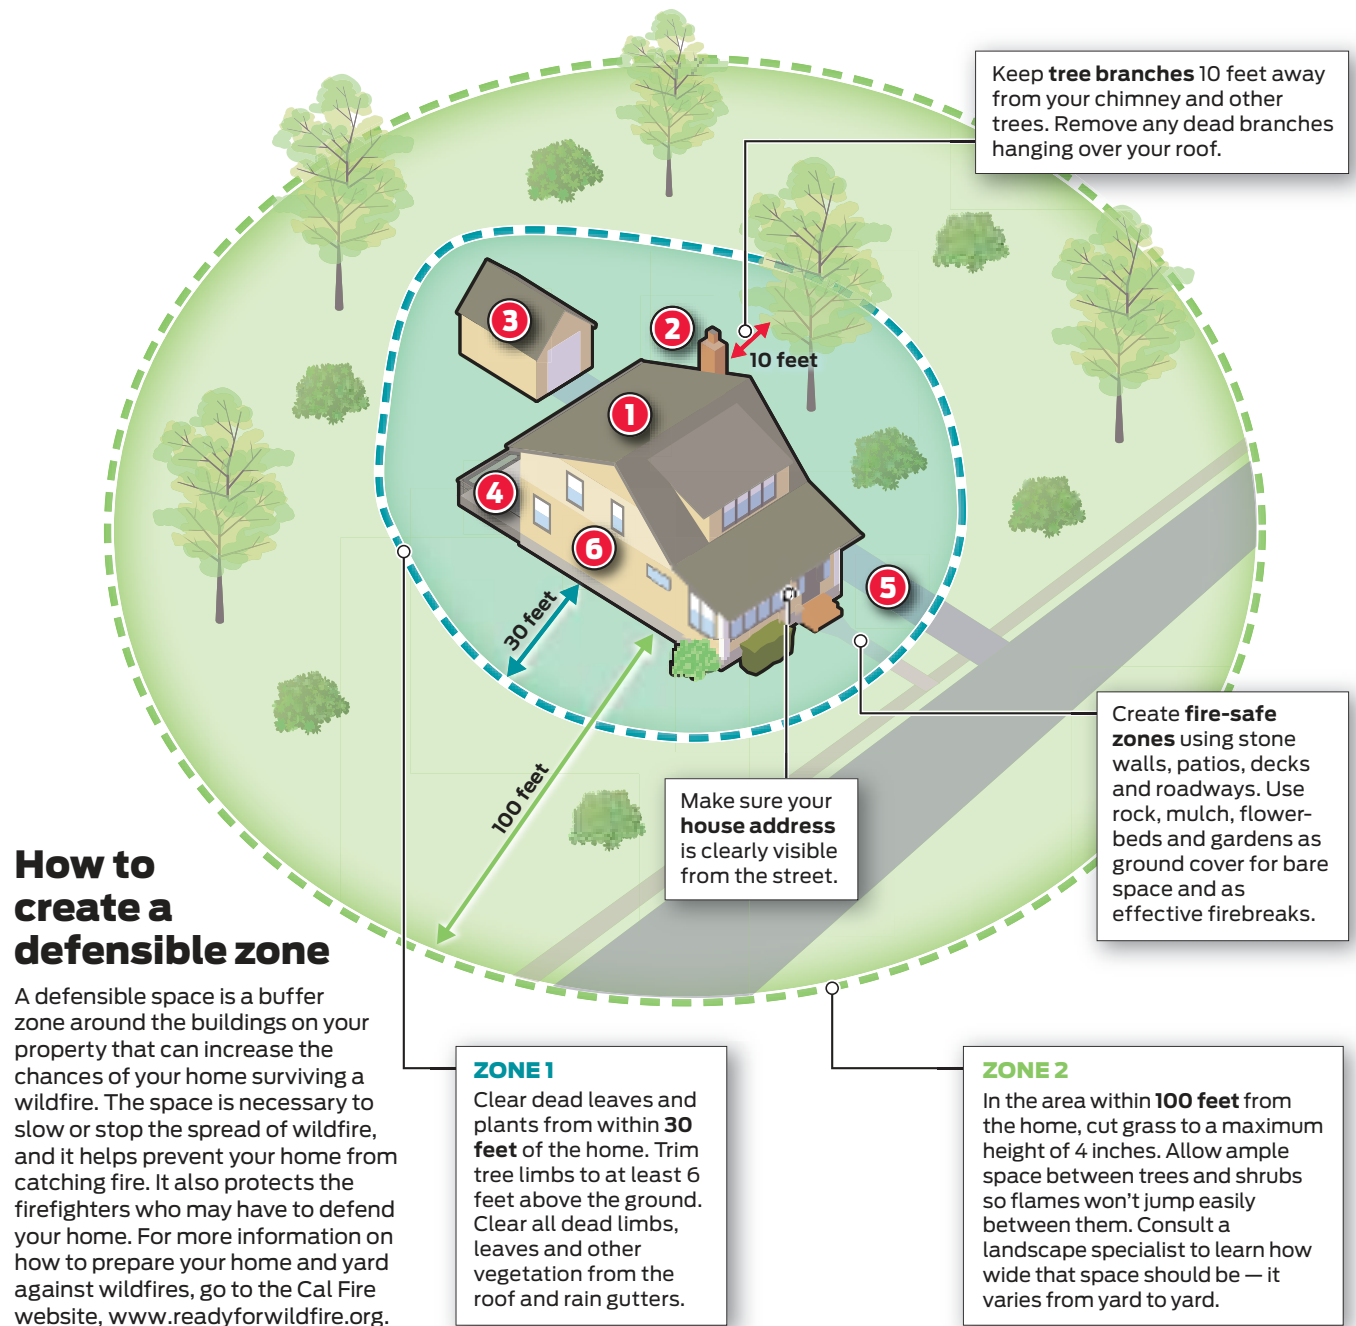 Keep tree branches 10 feet away
from your chimney and other
trees. Remove any dead branches
hanging over your roof.
3
2
10 feet
1
4
6
5
30 feet
100 feet
Create fire-safe
zones using stone
walls, patios, decks
and roadways. Use
rock, mulch, flower-
beds and gardens as
ground cover for bare
space and as
effective firebreaks.
Make sure your
house address
is clearly visible
from the street.
How to
create a
defensible zone
A defensible space is a buffer
zone around the buildings on your
property that can increase the
chances of your home surviving a
wildfire. The space is necessary to
slow or stop the spread of wildfire,
and it helps prevent your home from
catching fire. It also protects the
firefighters who may have to defend
your home. For more information on
how to prepare your home and yard
against wildfires, go to the Cal Fire
website, www.readyforwildfire.org.
ZONE 1
Clear dead leaves and
plants from within 30
feet of the home. Trim
tree limbs to at least 6
feet above the ground.
Clear all dead limbs,
leaves and other
vegetation from the
roof and rain gutters.
ZONE 2
In the area within 100 feet from
the home, cut grass to a maximum
height of 4 inches. Allow ample
space between trees and shrubs
so flames won't jump easily
between them. Consult a
landscape specialist to learn how
wide that space should be — it
varies from yard to yard.